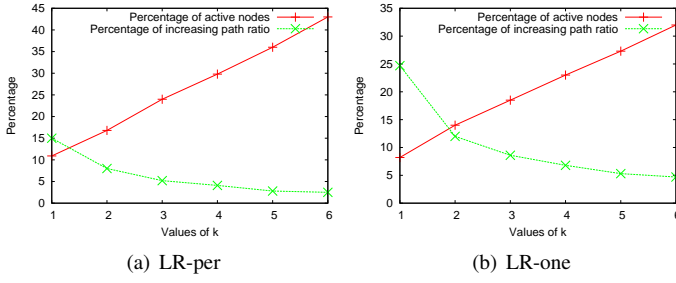 Percentage of active nodes
Percentage of increasing path ratio
Percentage
45
40
35
30
25
20
15
10
5
0
1 2 3 4 5 6
Values of k
(a) LR-per
Percentage of active nodes
Percentage of increasing path ratio
Percentage
35
30
25
20
15
10
5
0
1 2 3 4 5 6
Values of k
(b) LR-one